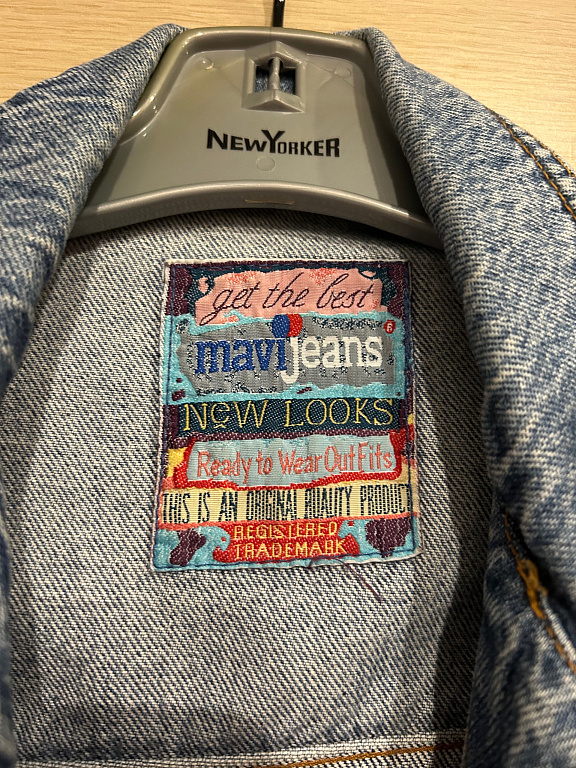 NEWYORKER
get the best
mavi jeans
NEW LOOKS
Ready to Wear OutFits
THIS IS AN ORIGINAL QUALITY PRODUCT
REGISTERED
TRADEMARK